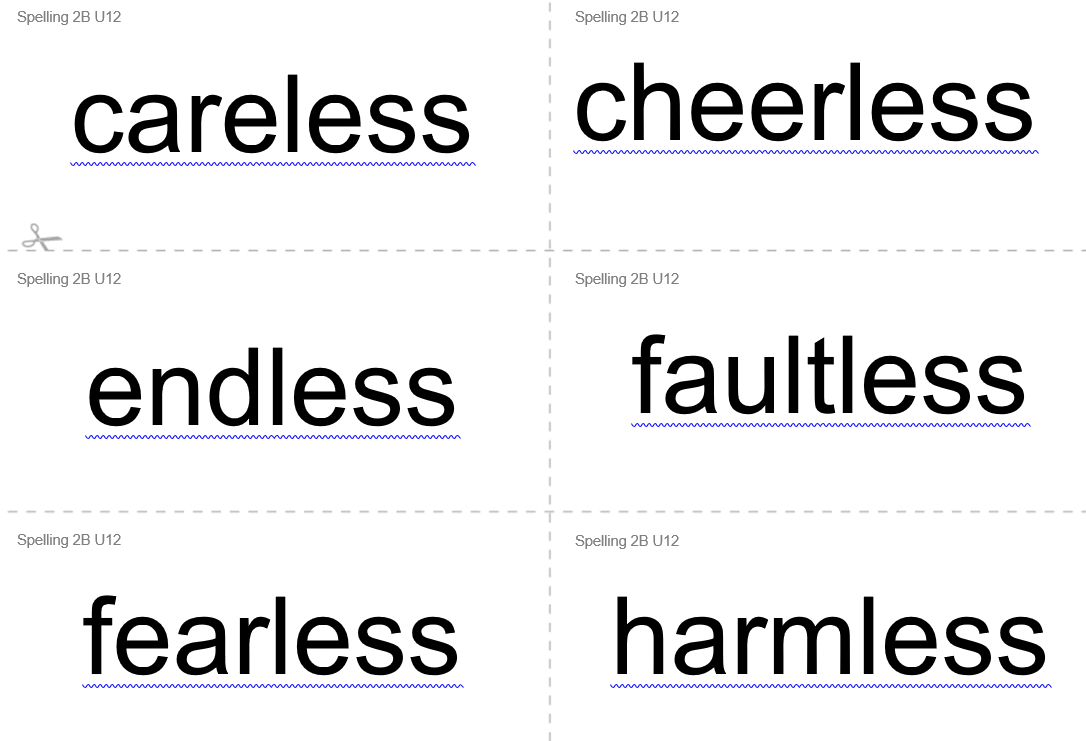 Spelling 2B U12
careless
Spelling 2B U12
cheerless
Spelling 2B U12
endless
Spelling 2B U12
faultless
Spelling 2B U12
fearless
Spelling 2B U12
harmless